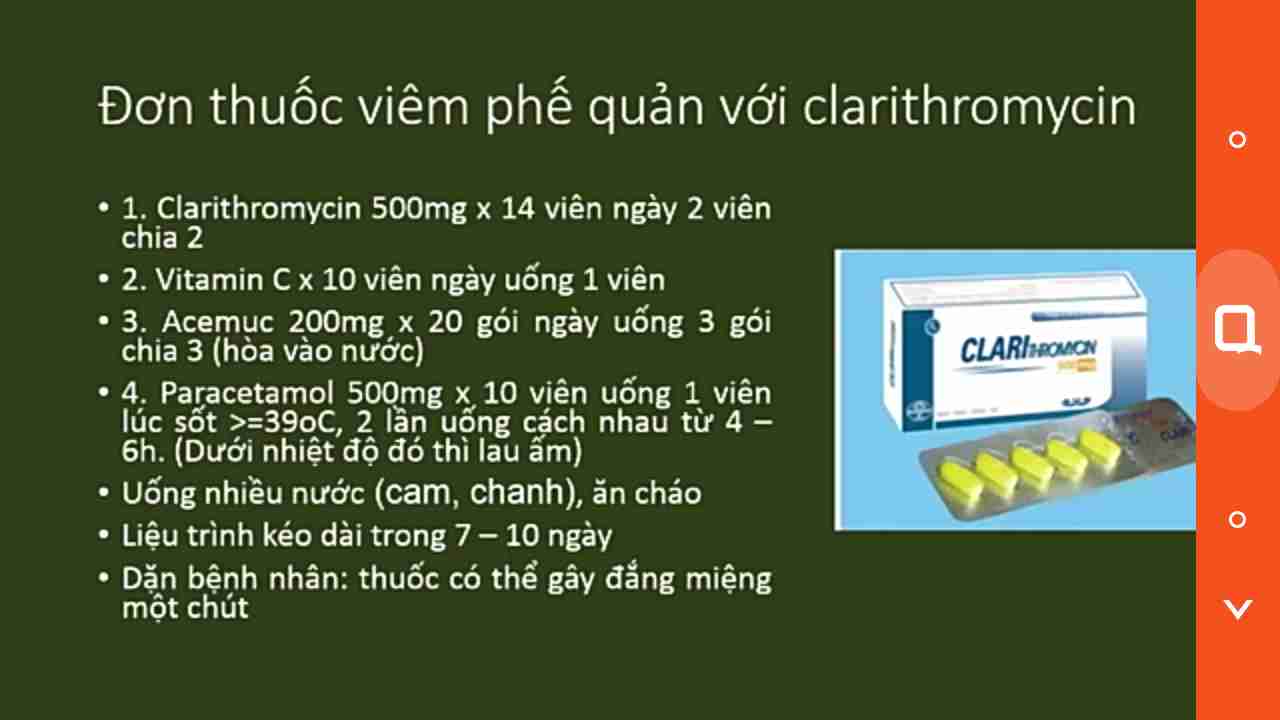 Đơn thuốc viêm phế quản với clarithromycin
• 1. Clarithromycin 500mg x 14 viên ngày 2 viên
chia 2
• 2. Vitamin C x 10 viên ngày uống 1 viên
• 3. Acemuc 200mg x 20 gói ngày uống 3 gói
chia 3 (hòa vào nước)
• 4. Paracetamol 500mg x 10 viên uống 1 viên
lúc sốt >=39oC, 2 lần uống cách nhau từ 4 –
6h. (Dưới nhiệt độ đó thì lau ấm)
• Uống nhiều nước (cam, chanh), ăn cháo
• Liệu trình kéo dài trong 7 – 10 ngày
• Dặn bệnh nhân: thuốc có thể gây đắng miệng
một chút
CLARITHROMYCIN